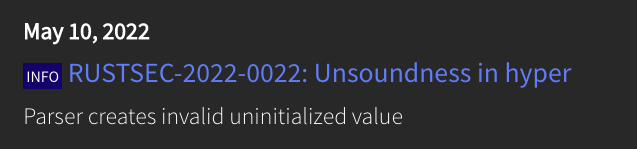 May 10, 2022
INFO RUSTSEC-2022-0022: Unsoundness in hyper
Parser creates invalid uninitialized value